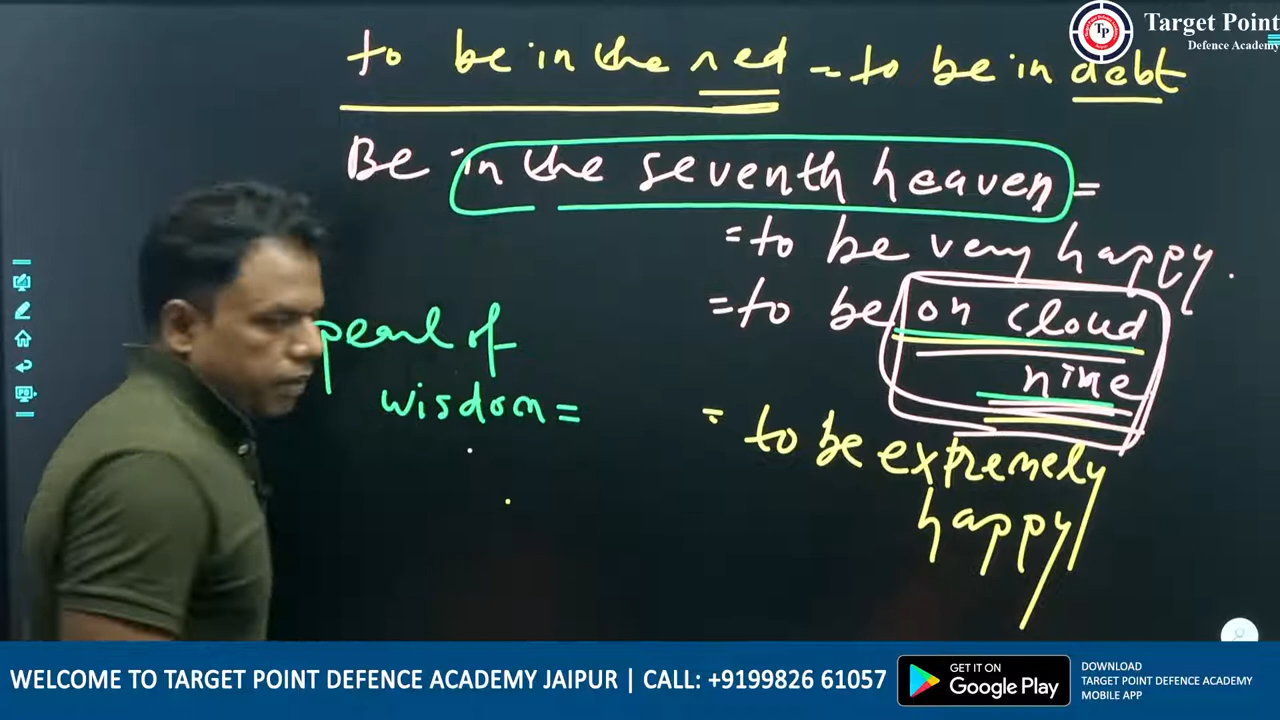 Target Point
Defence Academy
to be in the red = to be in debt
Be in the seventh heaven =
= to be very happy.
= to be on cloud
nine
pearl of
wisdom =
= to be extremely
happy
WELCOME TO TARGET POINT DEFENCE ACADEMY JAIPUR | CALL: +9199826 61057
GET IT ON
Google Play
DOWNLOAD
TARGET POINT DEFENCE ACADEMY
MOBILE APP